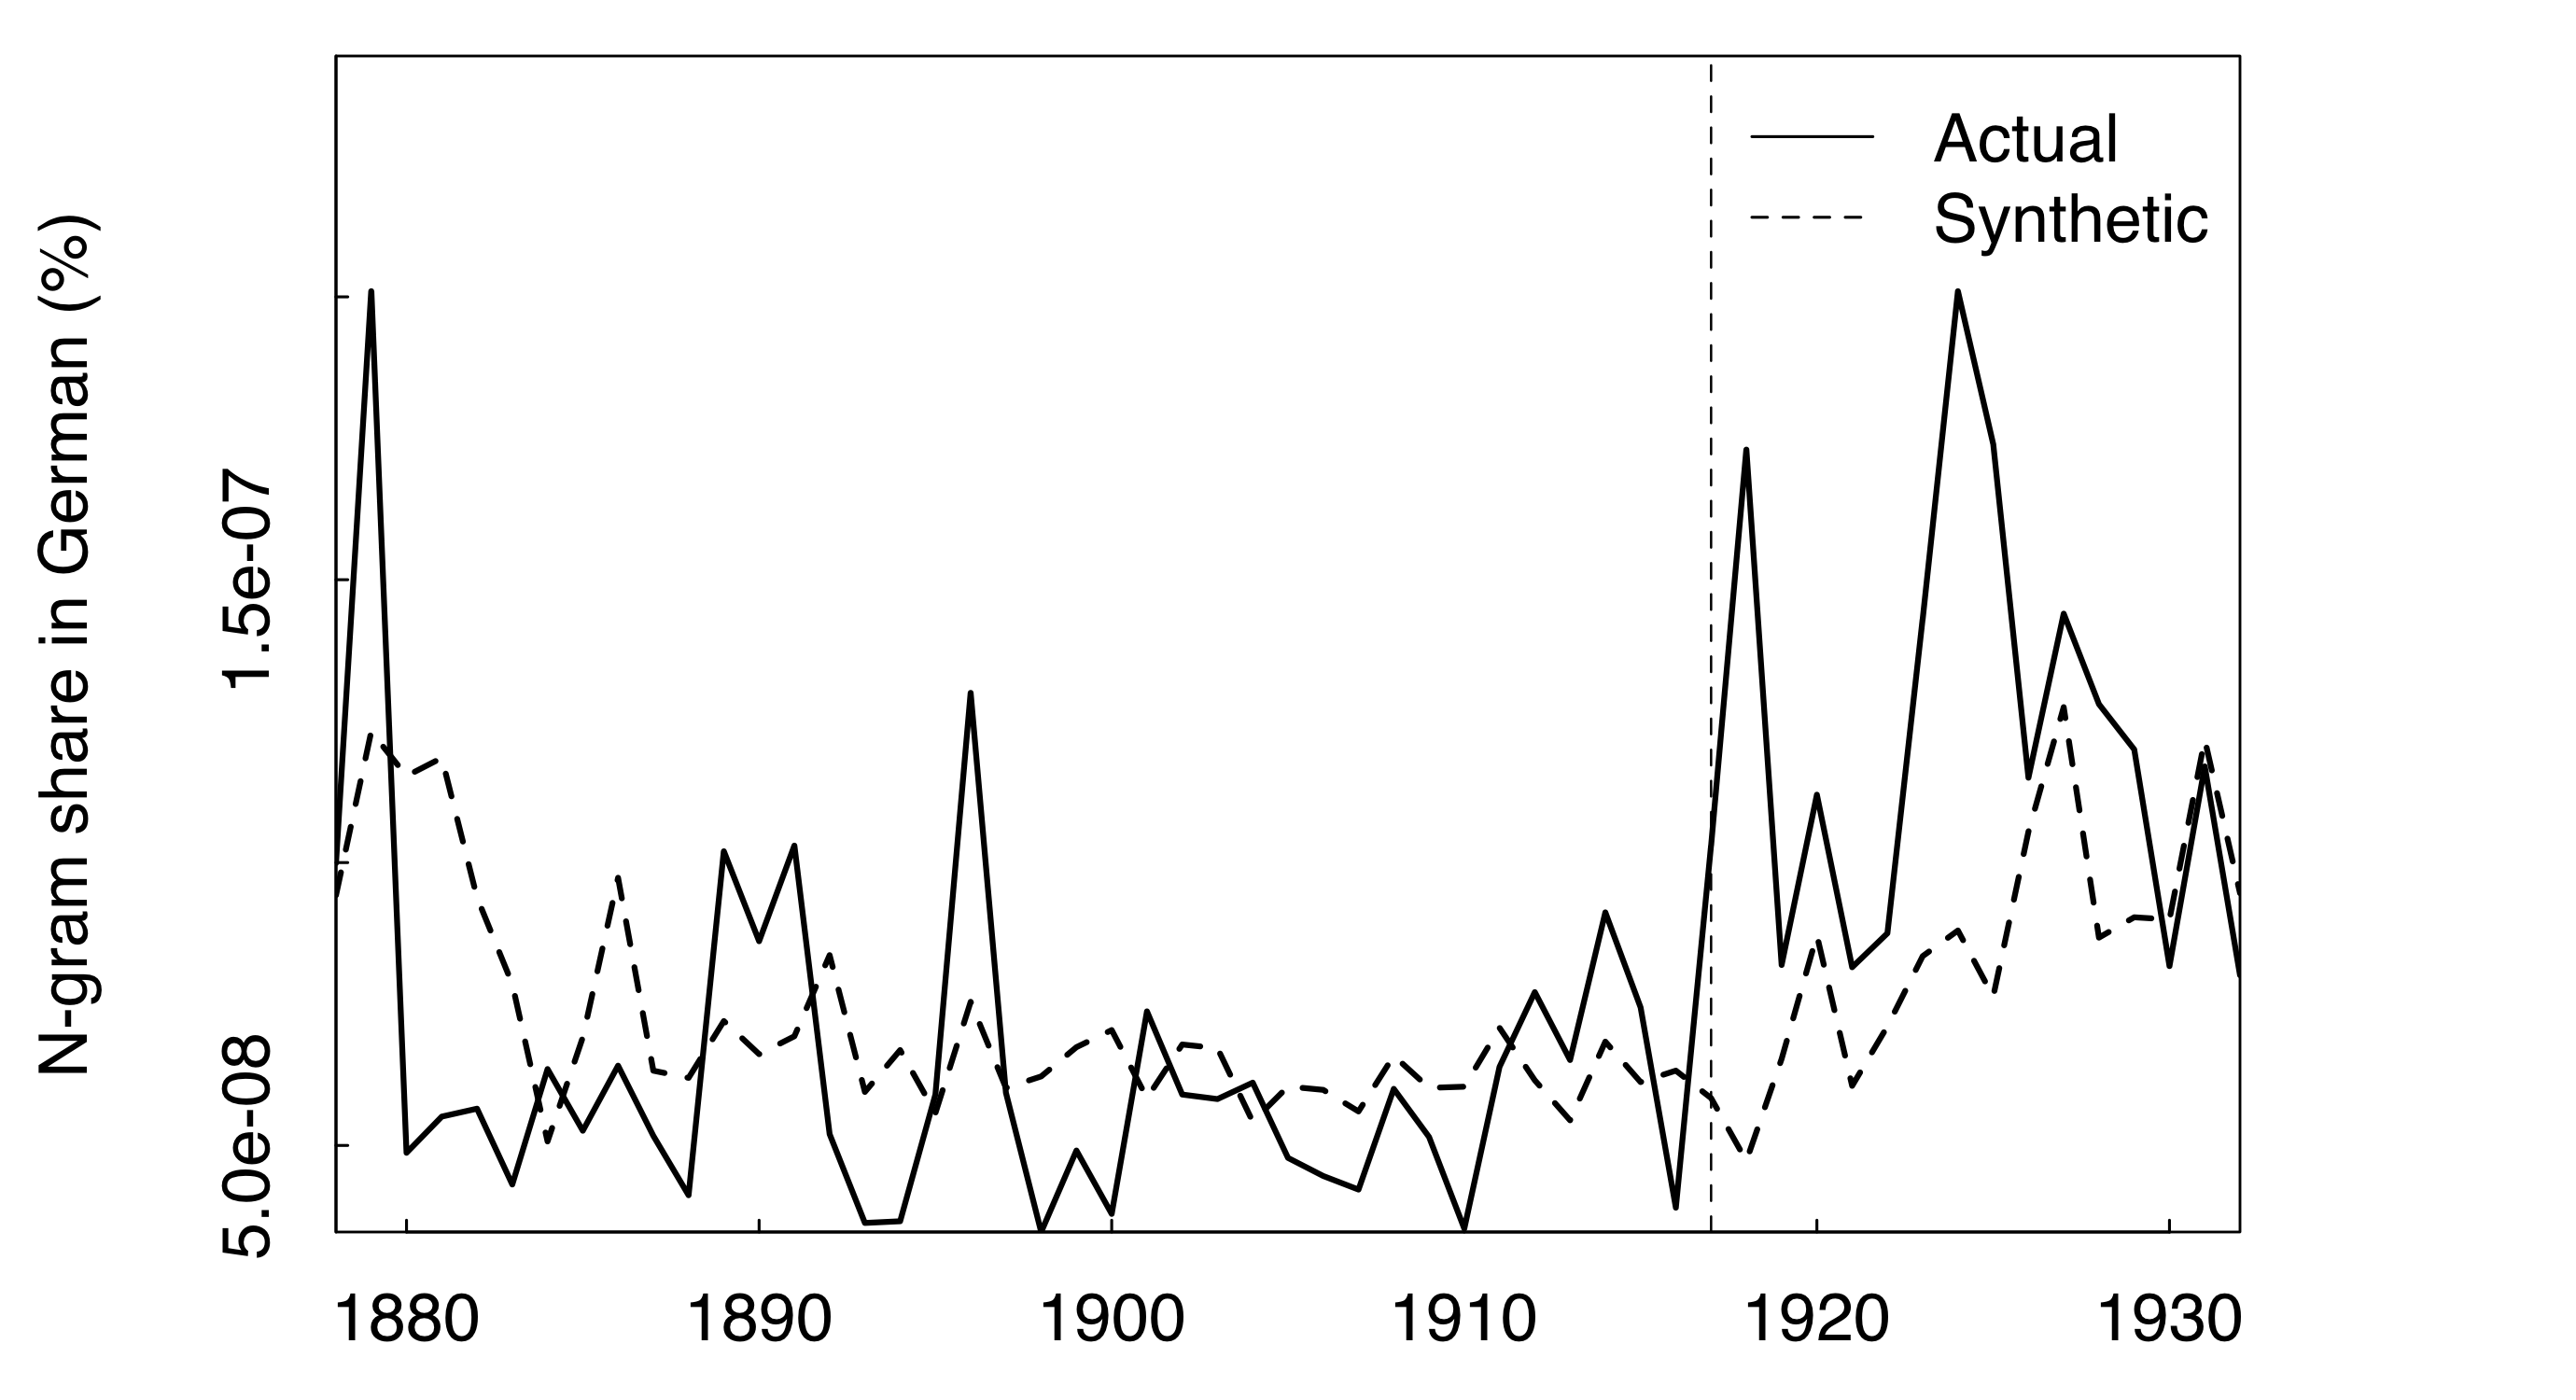 N-gram share in German (%)
1.5e-07
5.0e-08
Actual
Synthetic
1880 1890 1900 1910 1920 1930